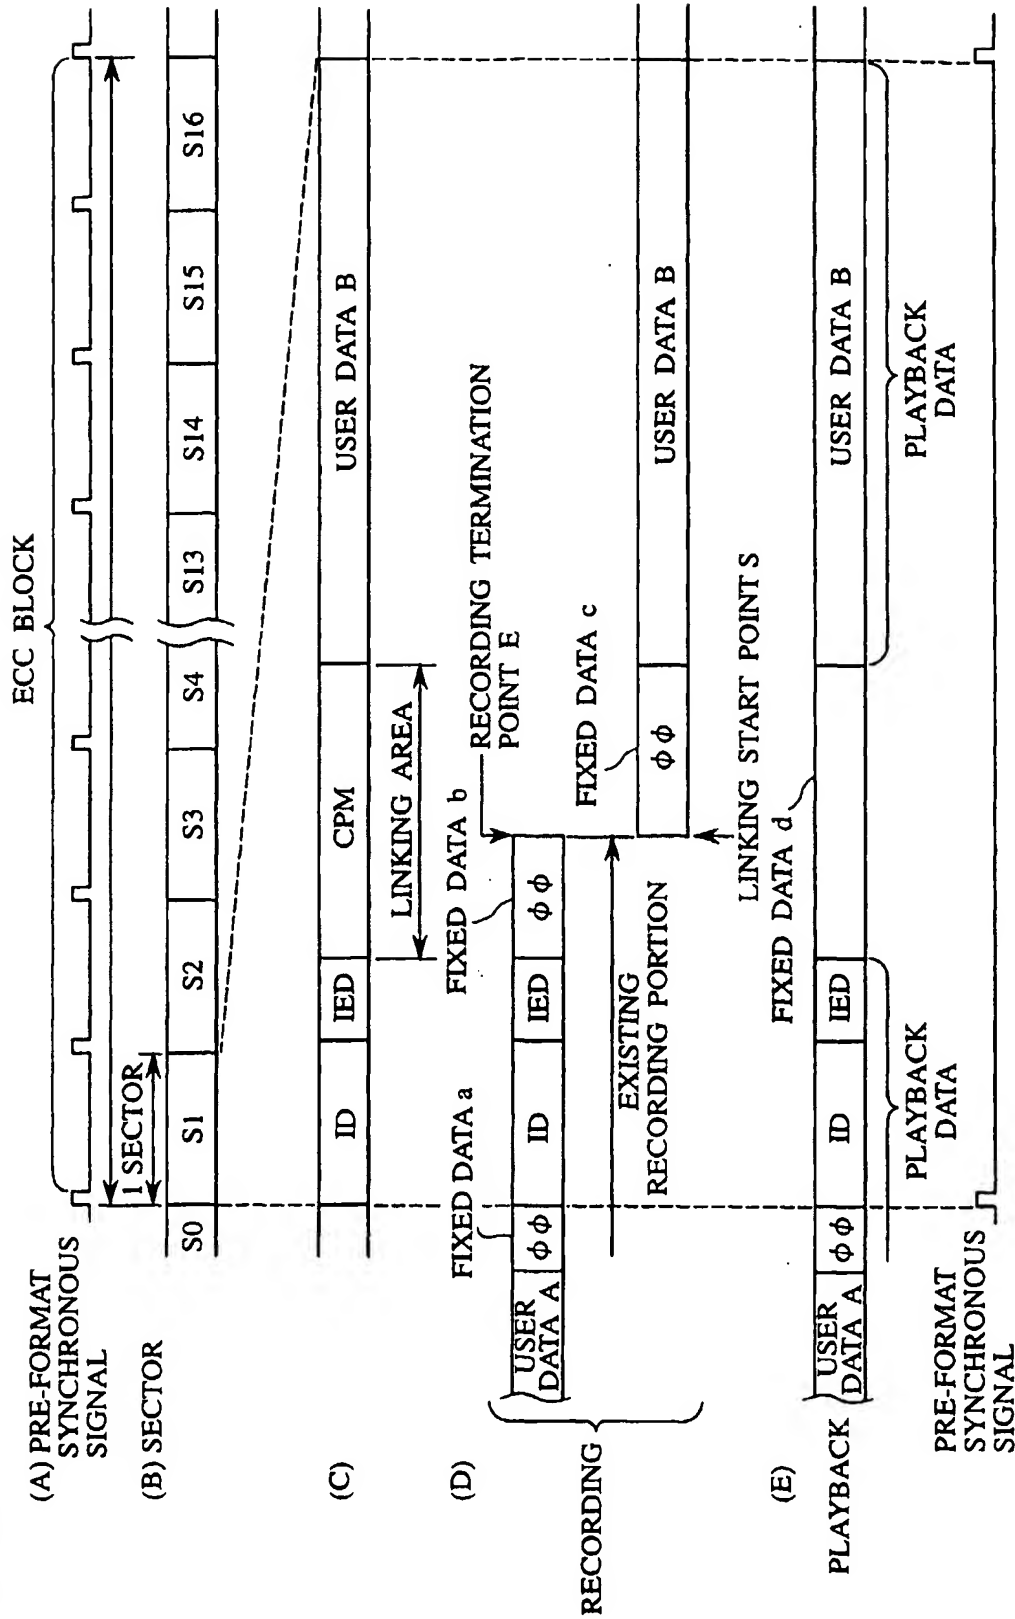 ECC BLOCK
(A) PRE-FORMAT
SYNCHRONOUS
SIGNAL
1 SECTOR
(B) SECTOR
S0 S1 S2 S3 S4 S13 S14 S15 S16
(C)
ID IED CPM USER DATA B
LINKING AREA
(D)
RECORDING
FIXED DATA a
FIXED DATA b
RECORDING TERMINATION
POINT E
USER
DATA A
ϕϕ ID IED ϕϕ
EXISTING
RECORDING PORTION
FIXED DATA c
ϕϕ USER DATA B
LINKING START POINT S
FIXED DATA d
(E)
PLAYBACK
USER
DATA A
ϕϕ ID IED USER DATA B
PLAYBACK
DATA
PLAYBACK
DATA
PRE-FORMAT
SYNCHRONOUS
SIGNAL